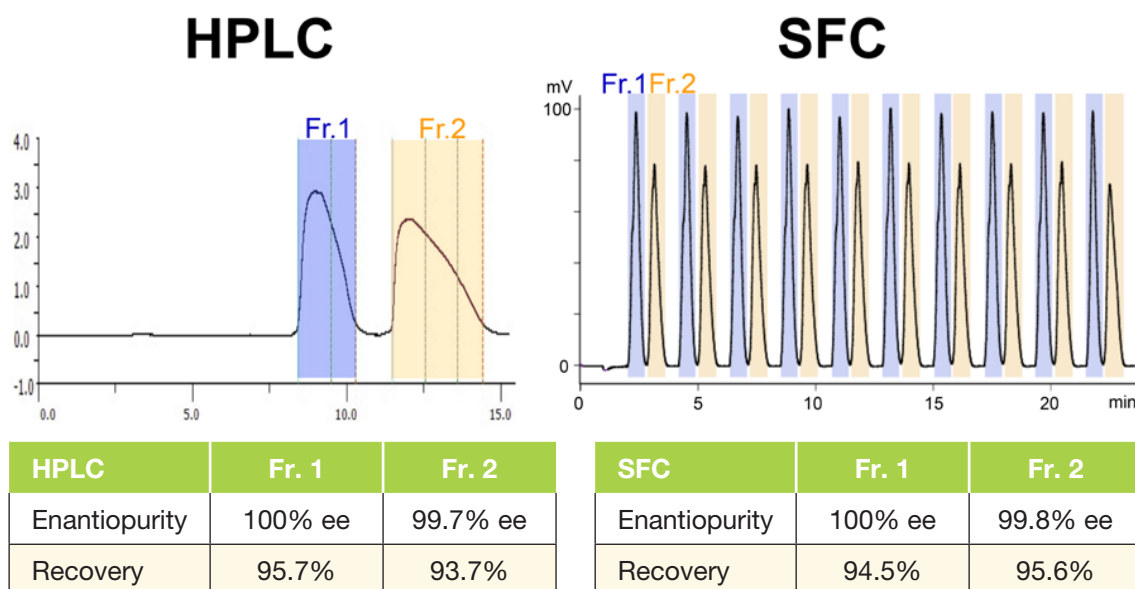 HPLC
Fr.1 Fr.2
4.0
3.0
2.0
1.0
0.0
-1.0
0.0 5.0 10.0 15.0
SFC
mV Fr.1 Fr.2
100
0
0 5 10 15 20 min
HPLC Fr. 1 Fr. 2
Enantiopurity 100% ee 99.7% ee
Recovery 95.7% 93.7%
SFC Fr. 1 Fr. 2
Enantiopurity 100% ee 99.8% ee
Recovery 94.5% 95.6%